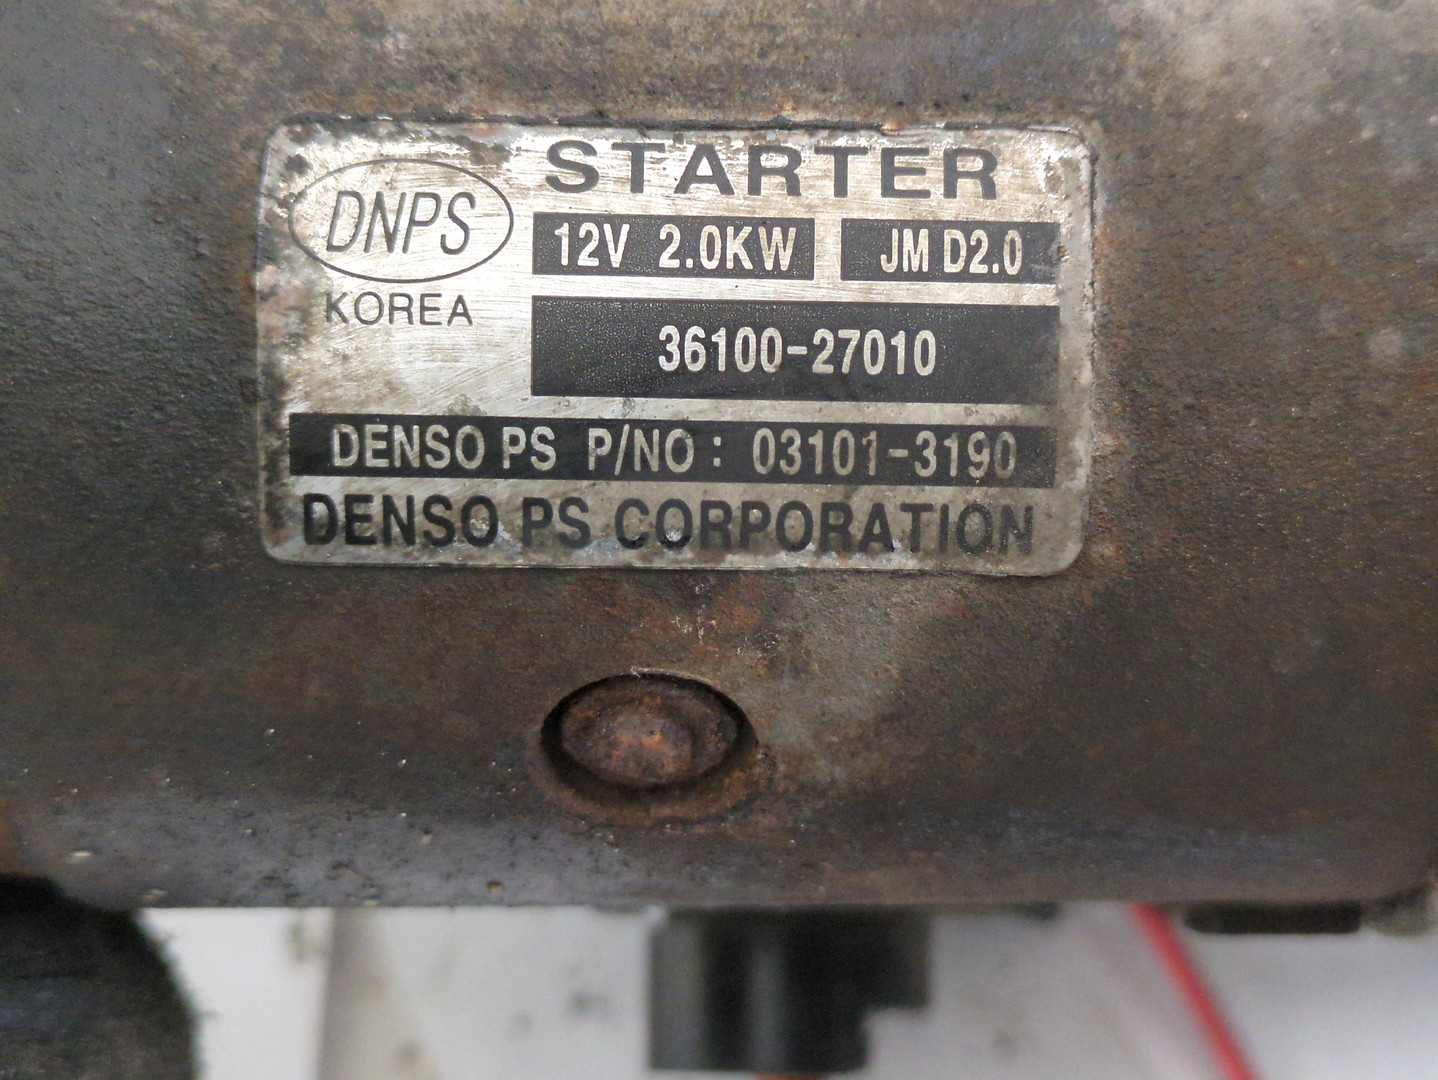 STARTER
DNPS
12V 2.0KW JM D2.0
KOREA
36100-27010
DENSO PS P/NO: 03101-3190
DENSO PS CORPORATION